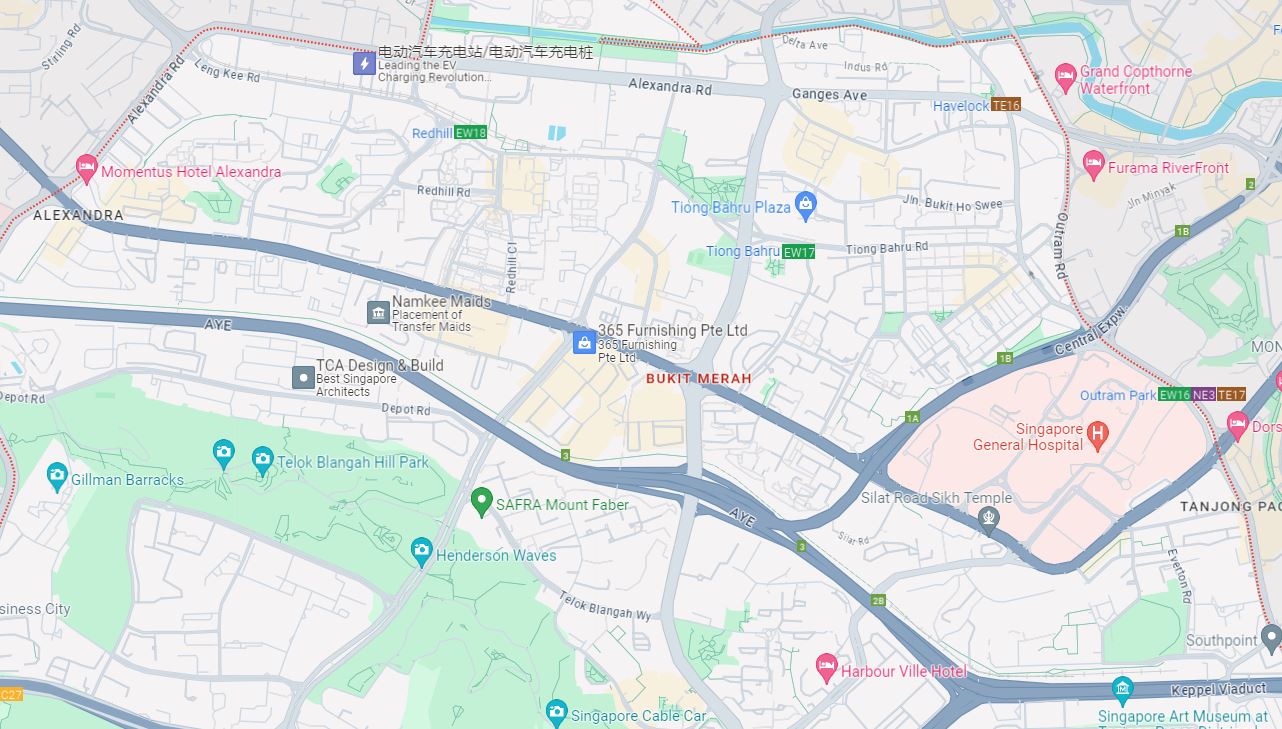 Stirling Rd
电动汽车充电站/电动汽车充电桩
Leading the EV
Charging Revolution...
Delta Ave
Indus Rd
Leng Kee Rd
Alexandra Rd
Alexandra Rd
Ganges Ave
Grand Copthorne
Waterfront
Havelock TE16
Redhill EW18
Momentus Hotel Alexandra
Furama RiverFront
Redhill Rd
Jln Minyak
2
ALEXANDRA
Tiong Bahru Plaza
Jln Bukit Ho Swee
1B
Outram Rd
Tiong Bahru EW17
Tiong Bahru Rd
Redhill Cl
Namkee Maids
Placement of
Transfer Maids
AYE
365 Furnishing Pte Ltd
365 Furnishing
Pte Ltd
Central Expw
MON
1B
TCA Design & Build
Best Singapore
Architects
BUKIT MERAH
Depot Rd
Depot Rd
Outram Park EW16 NE3 TE17
1A
Singapore
General Hospital
Dors
3
Telok Blangah Hill Park
Gillman Barracks
Silat Road Sikh Temple
SAFRA Mount Faber
TANJONG PAG
AYE
Silat Rd
3
Henderson Waves
Everton Rd
siness City
Telok Blangah Wy
2B
Southpoint
Harbour Ville Hotel
C27
Keppel Viaduct
Singapore Cable Car
Singapore Art Museum at